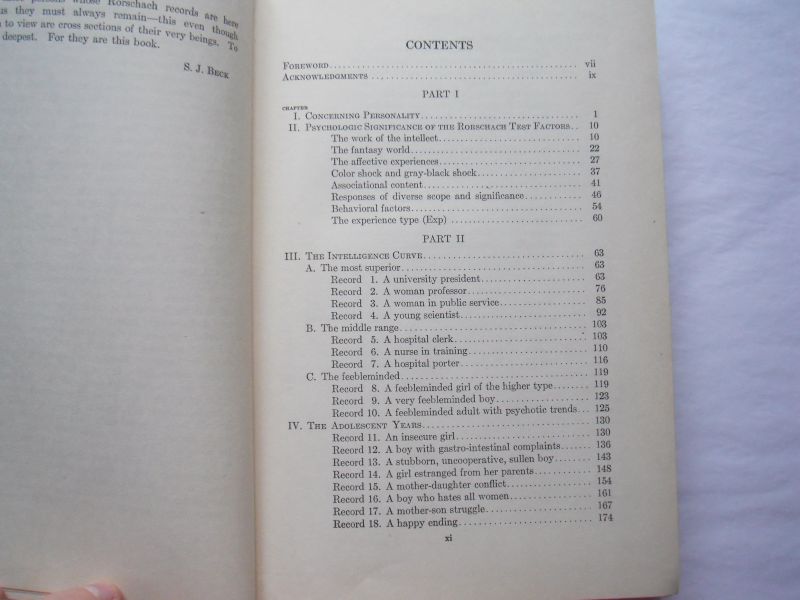 persons whose Rorschach records are here
us they must always remain—this even though
to view are cross sections of their very beings. To
deepest. For they are this book.
S. J. Beck
CONTENTS
Foreword vii
Acknowledgments ix
PART I
CHAPTER
I. Concerning Personality 1
II. Psychologic Significance of the Rorschach Test Factors 10
The work of the intellect 10
The fantasy world 22
The affective experiences 27
Color shock and gray-black shock 37
Associational content 41
Responses of diverse scope and significance 46
Behavioral factors 54
The experience type (Exp) 60
PART II
III. The Intelligence Curve 63
A. The most superior 63
Record 1. A university president 63
Record 2. A woman professor 76
Record 3. A woman in public service 85
Record 4. A young scientist 92
B. The middle range 103
Record 5. A hospital clerk 103
Record 6. A nurse in training 110
Record 7. A hospital porter 116
C. The feebleminded 119
Record 8. A feebleminded girl of the higher type 119
Record 9. A very feebleminded boy 123
Record 10. A feebleminded adult with psychotic trends 125
IV. The Adolescent Years 130
Record 11. An insecure girl 130
Record 12. A boy with gastro-intestinal complaints 136
Record 13. A stubborn, uncooperative, sullen boy 143
Record 14. A girl estranged from her parents 148
Record 15. A mother-daughter conflict 154
Record 16. A boy who hates all women 161
Record 17. A mother-son struggle 167
Record 18. A happy ending 174
xi